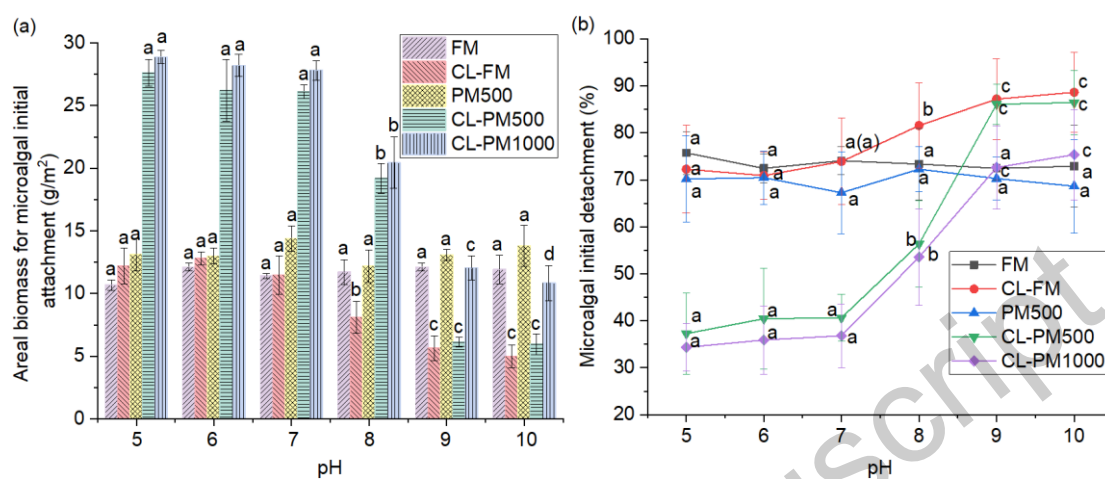 (a)
Areal biomass for microalgal initial
attachment (g/m²)
30
25
20
15
10
5
0
a a a a a
a a a a a
a a a a a
a b a b b
a c a c c
a c a c d
FM
CL-FM
PM500
CL-PM500
CL-PM1000
5 6 7 8 9 10
pH
(b)
Microalgal initial detachment (%)
100
90
80
70
60
50
40
30
20
a a a a a
a a a a a
a(a) a a a
b a a b b
c c a c a
c c a c a
FM
CL-FM
PM500
CL-PM500
CL-PM1000
5 6 7 8 9 10
pH
script